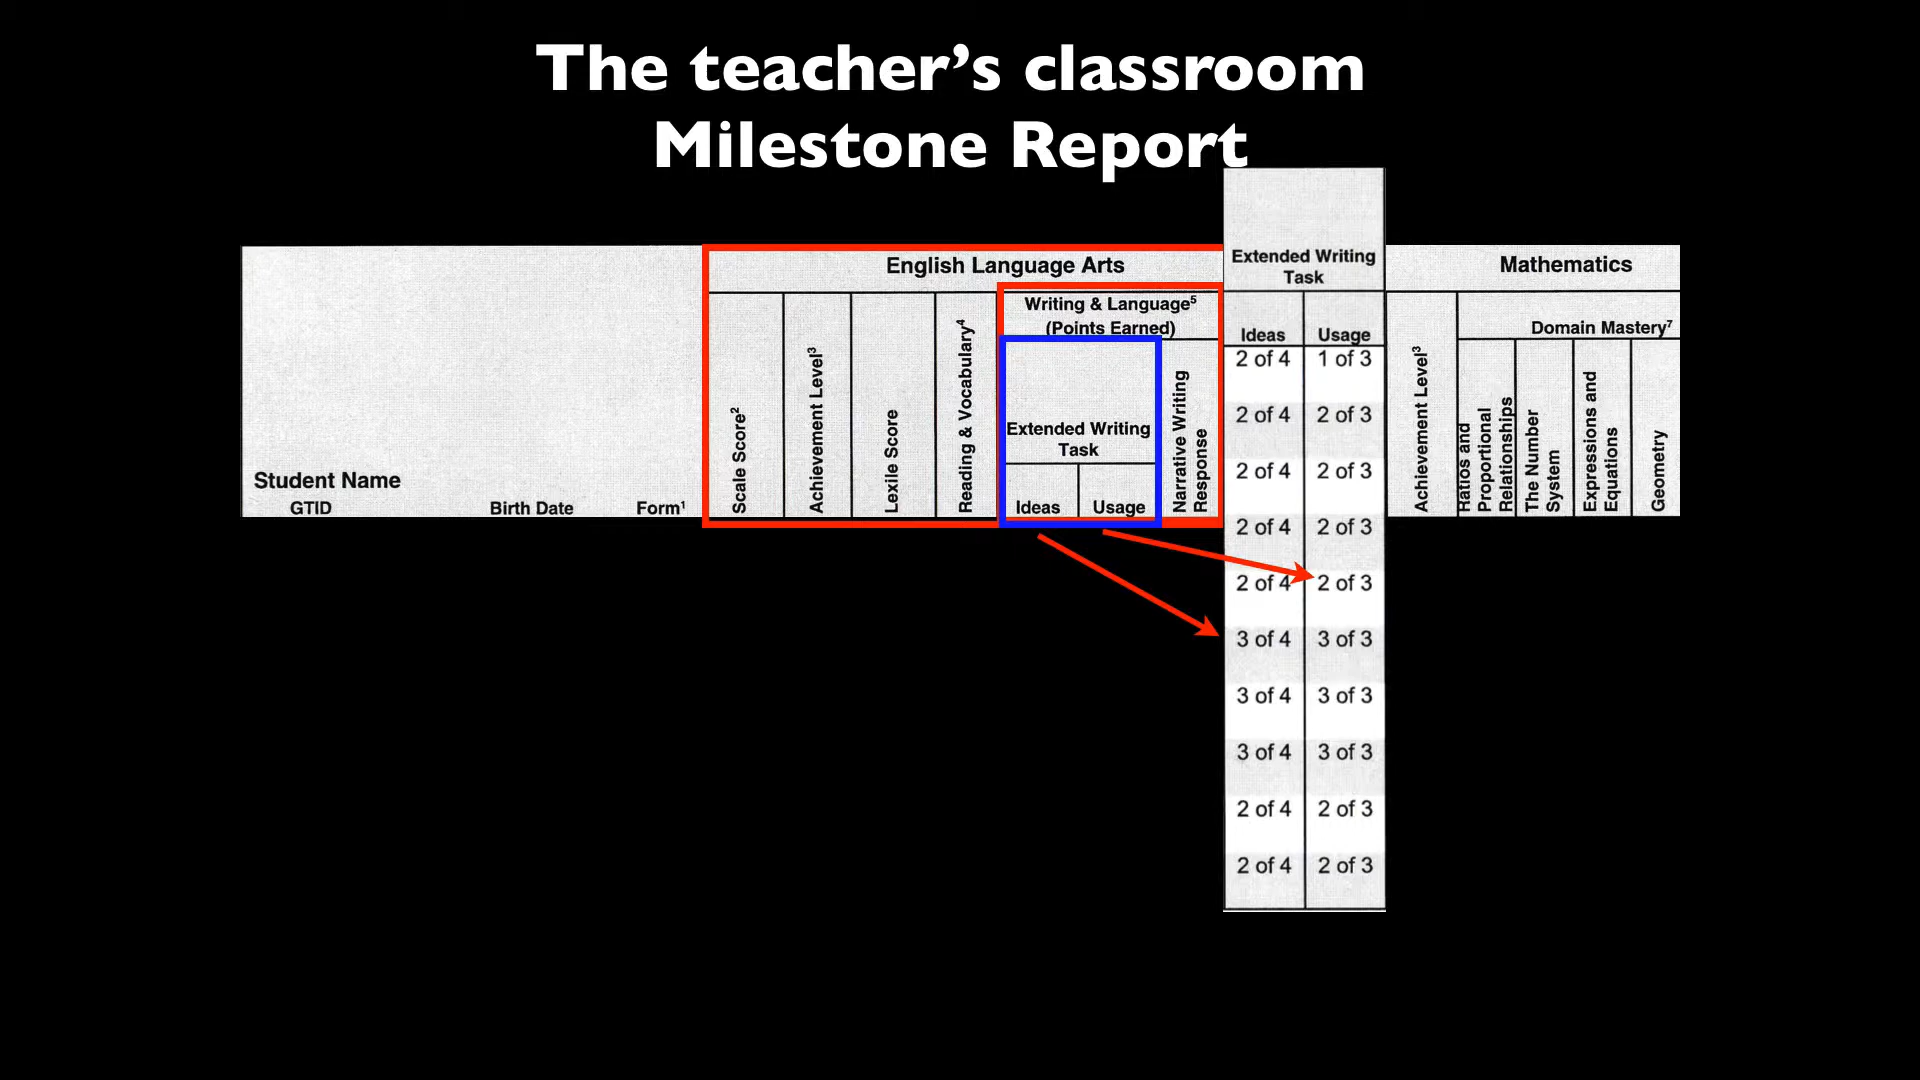 The teacher’s classroom
Milestone Report
English Language Arts
Writing & Language⁵
(Points Earned)
Student Name
GTID Birth Date Form¹
Scale Score²
Achievement Level³
Lexile Score
Reading & Vocabulary⁴
Extended Writing
Task
Ideas Usage
Narrative Writing
Response
Extended Writing
Task
Ideas Usage
2 of 4 1 of 3
2 of 4 2 of 3
2 of 4 2 of 3
2 of 4 2 of 3
2 of 4 2 of 3
3 of 4 3 of 3
3 of 4 3 of 3
3 of 4 3 of 3
2 of 4 2 of 3
2 of 4 2 of 3
Mathematics
Achievement Level³
Domain Mastery⁷
Ratios and
Proportional
Relationships
The Number
System
Expressions and
Equations
Geometry